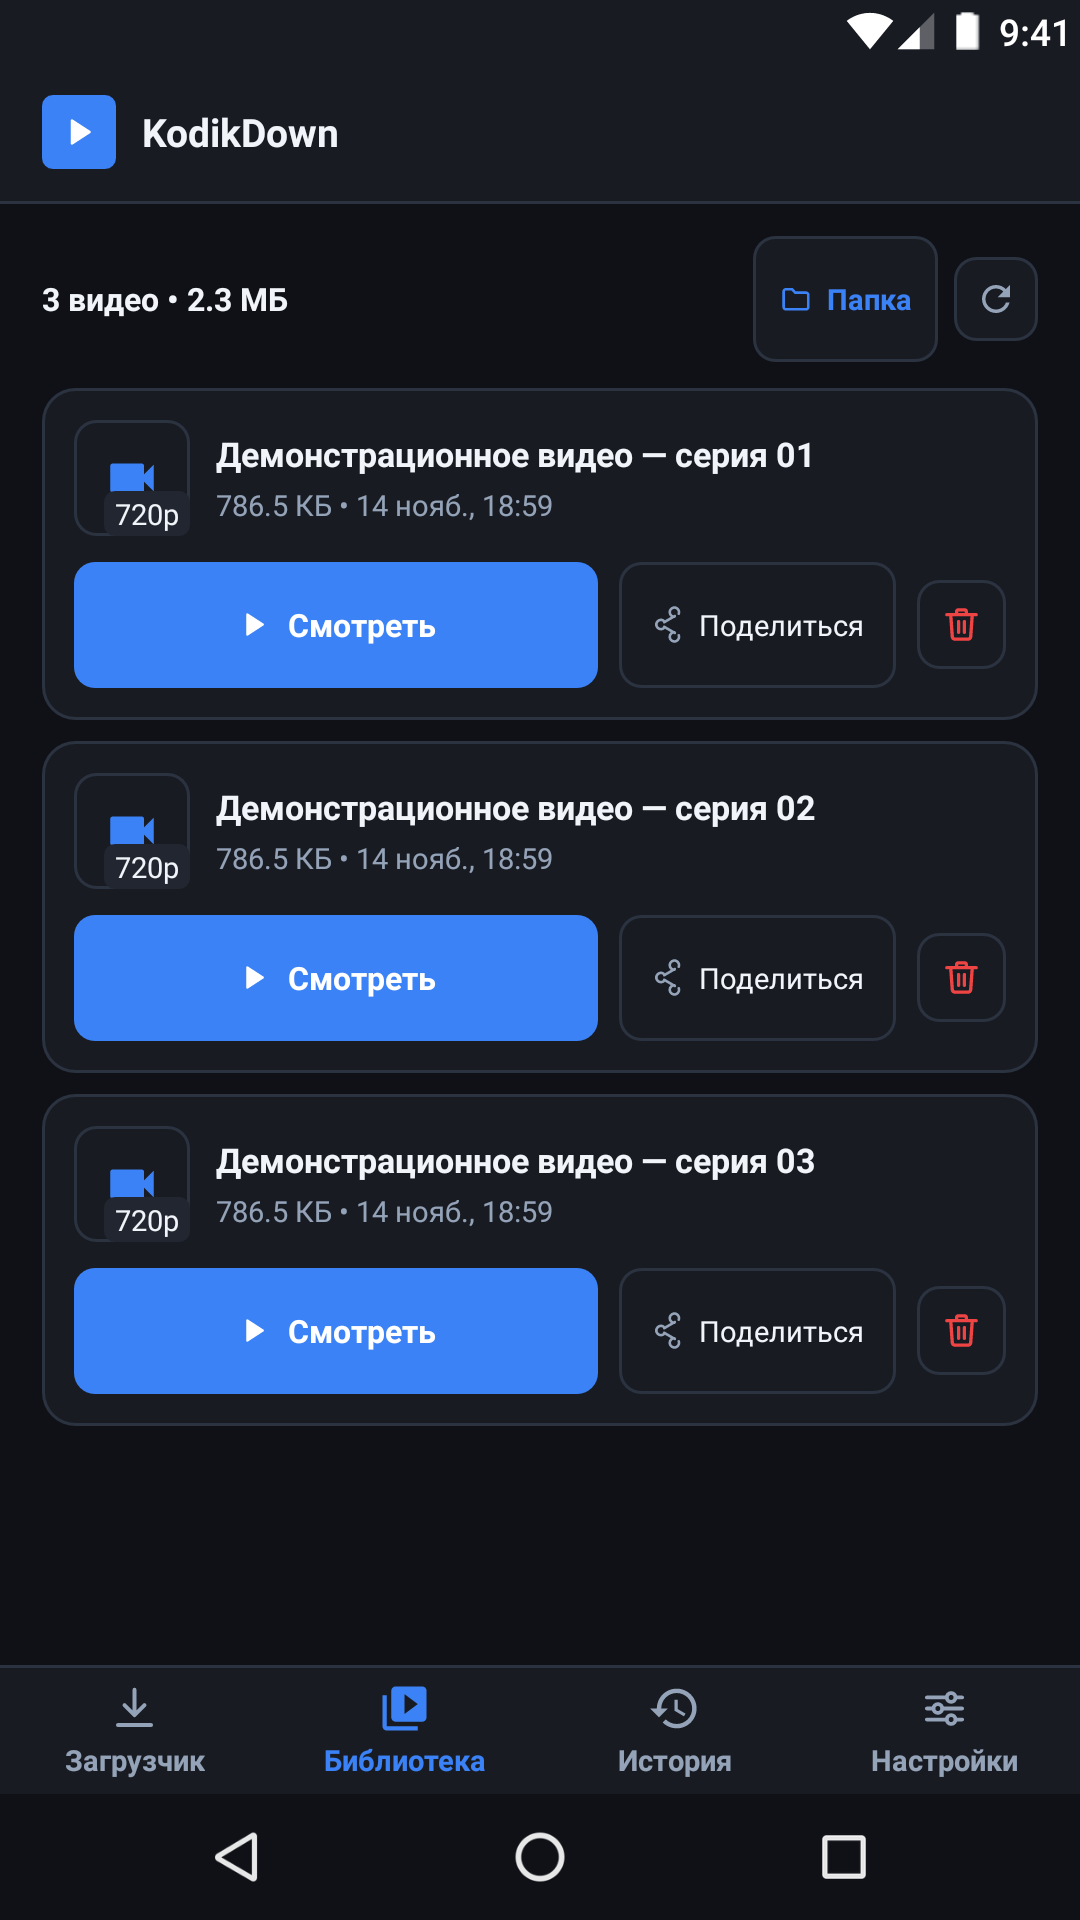 9:41
KodikDown
3 видео • 2.3 МБ
Папка
Демонстрационное видео — серия 01
786.5 КБ • 14 нояб., 18:59
720p
Смотреть
Поделиться
Демонстрационное видео — серия 02
786.5 КБ • 14 нояб., 18:59
720p
Смотреть
Поделиться
Демонстрационное видео — серия 03
786.5 КБ • 14 нояб., 18:59
720p
Смотреть
Поделиться
Загрузчик
Библиотека
История
Настройки